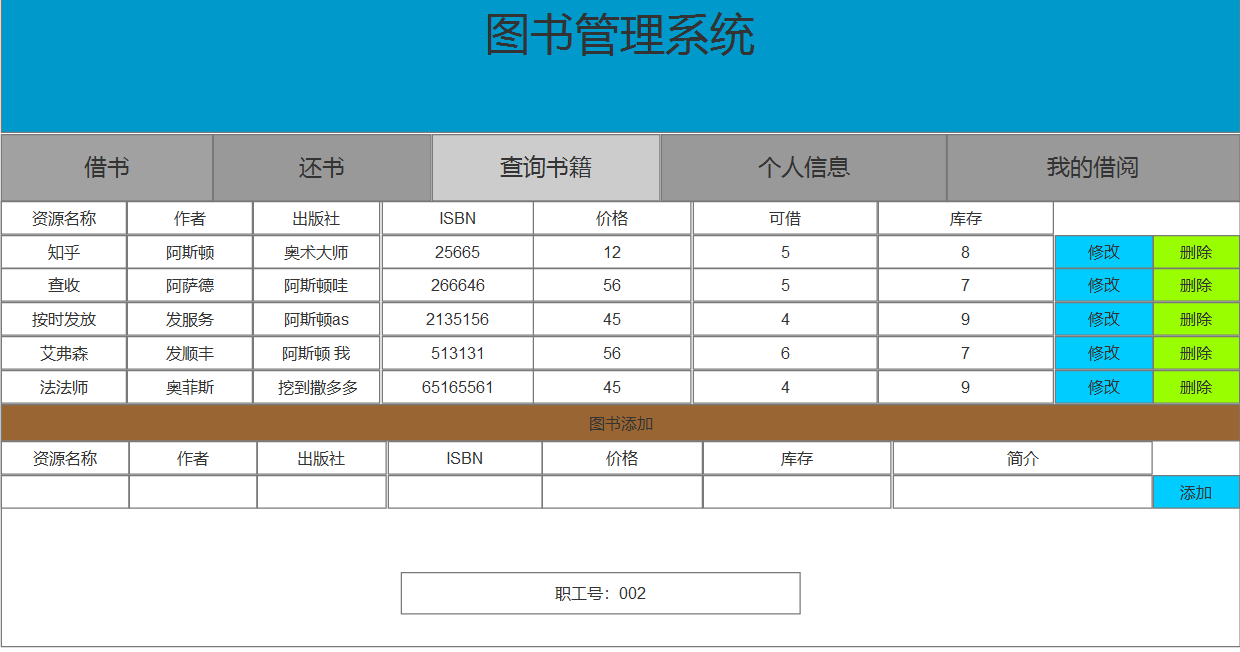 图书管理系统
借书 还书 查询书籍 个人信息 我的借阅
资源名称 作者 出版社 ISBN 价格 可借 库存
知乎 阿斯顿 奥术大师 25665 12 5 8 修改 删除
查收 阿萨德 阿斯顿哇 266646 56 5 7 修改 删除
按时发放 发服务 阿斯顿as 2135156 45 4 9 修改 删除
艾弗森 发顺丰 阿斯顿 我 513131 56 6 7 修改 删除
法法师 奥菲斯 挖到撒多多 65165561 45 4 9 修改 删除
图书添加
资源名称 作者 出版社 ISBN 价格 库存 简介
添加
职工号：002